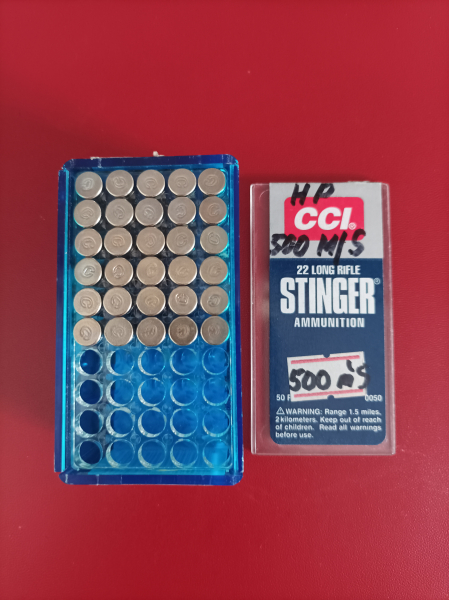 HP
CCI®
500 M/S
22 LONG RIFLE
STINGER®
AMMUNITION
500 m/s
50 0050
⚠WARNING: Range 1.5 miles,
2 kilometers. Keep out of reach
of children. Read all warnings
before use.